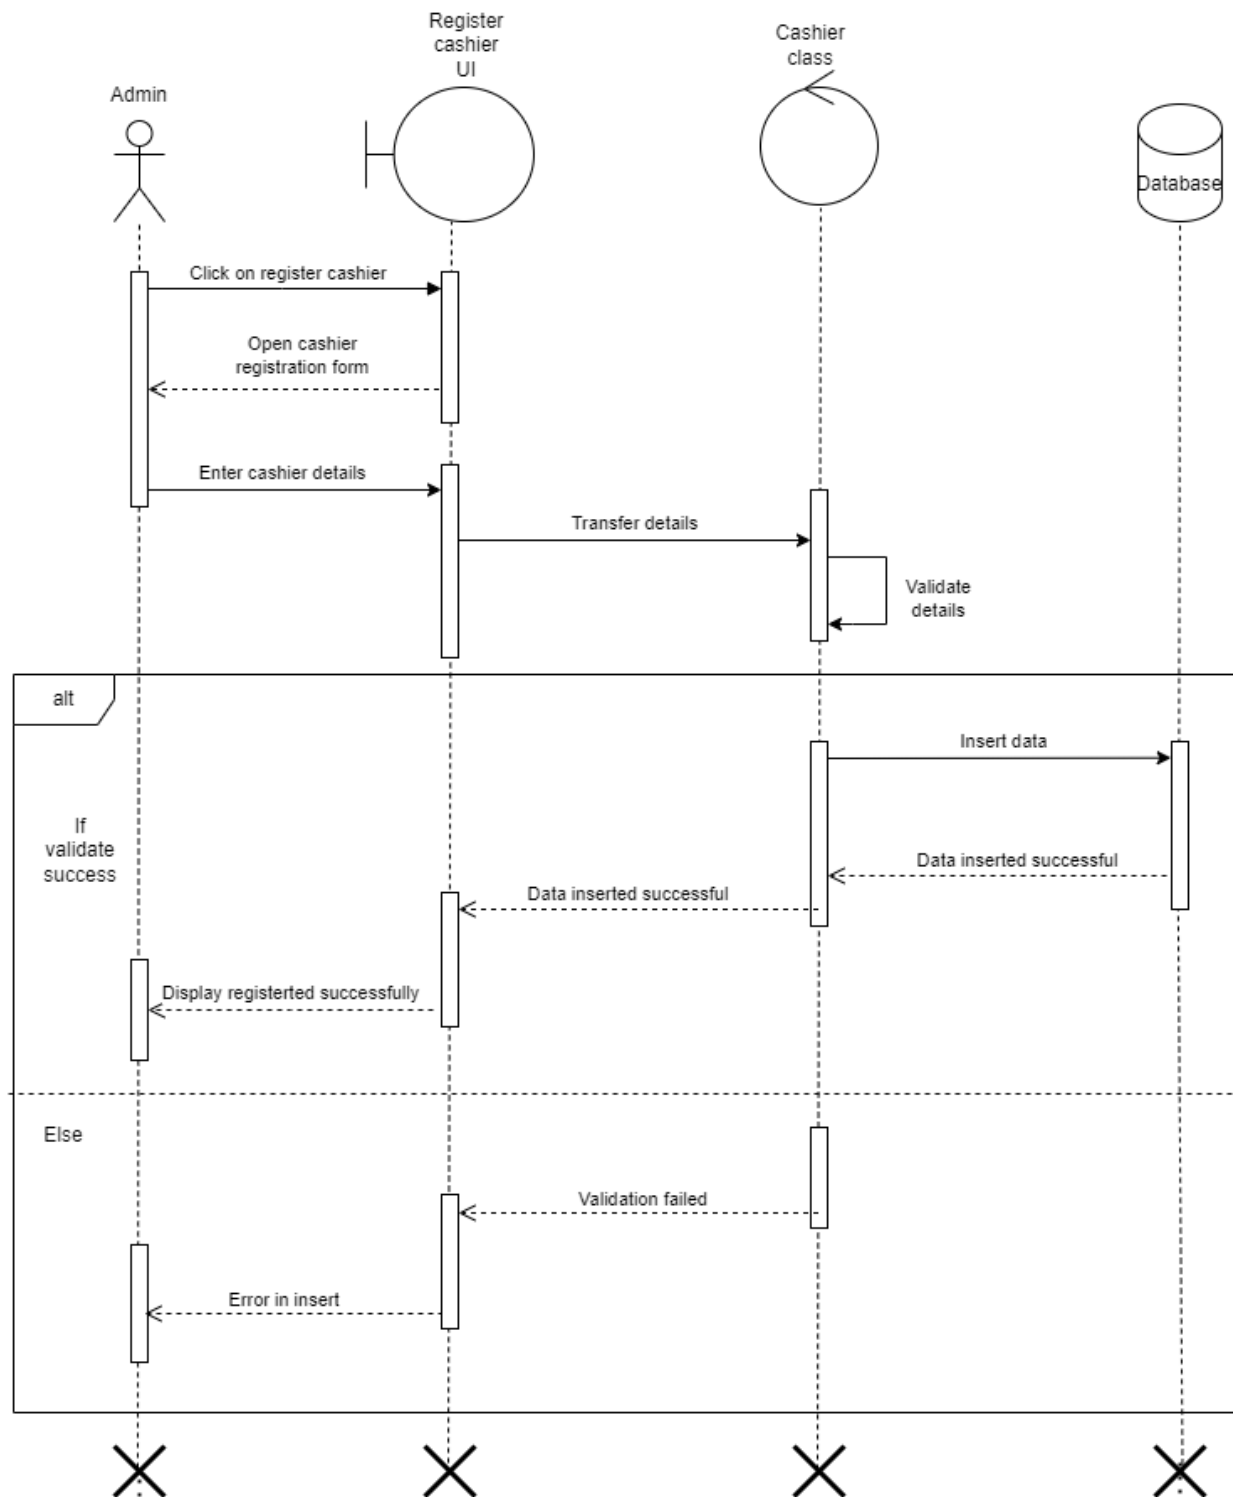 Register
cashier
UI
Cashier
class
Admin
Database
Click on register cashier
Open cashier
registration form
Enter cashier details
Transfer details
Validate
details
alt
Insert data
If
validate
success
Data inserted successful
Data inserted successful
Display registerted successfully
Else
Validation failed
Error in insert